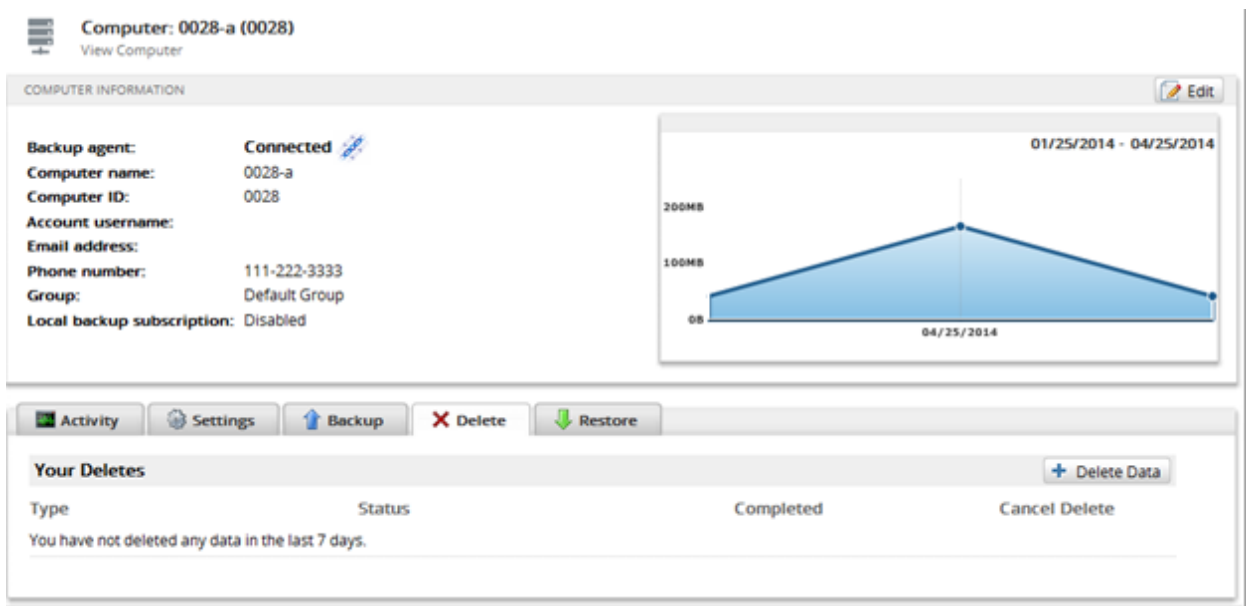 Computer: 0028-a (0028)
View Computer
COMPUTER INFORMATION
Edit
Backup agent: Connected
Computer name: 0028-a
Computer ID: 0028
Account username:
Email address:
Phone number: 111-222-3333
Group: Default Group
Local backup subscription: Disabled
01/25/2014 - 04/25/2014
200MB
100MB
0B
04/25/2014
Activity Settings Backup Delete Restore
Your Deletes Delete Data
Type Status Completed Cancel Delete
You have not deleted any data in the last 7 days.